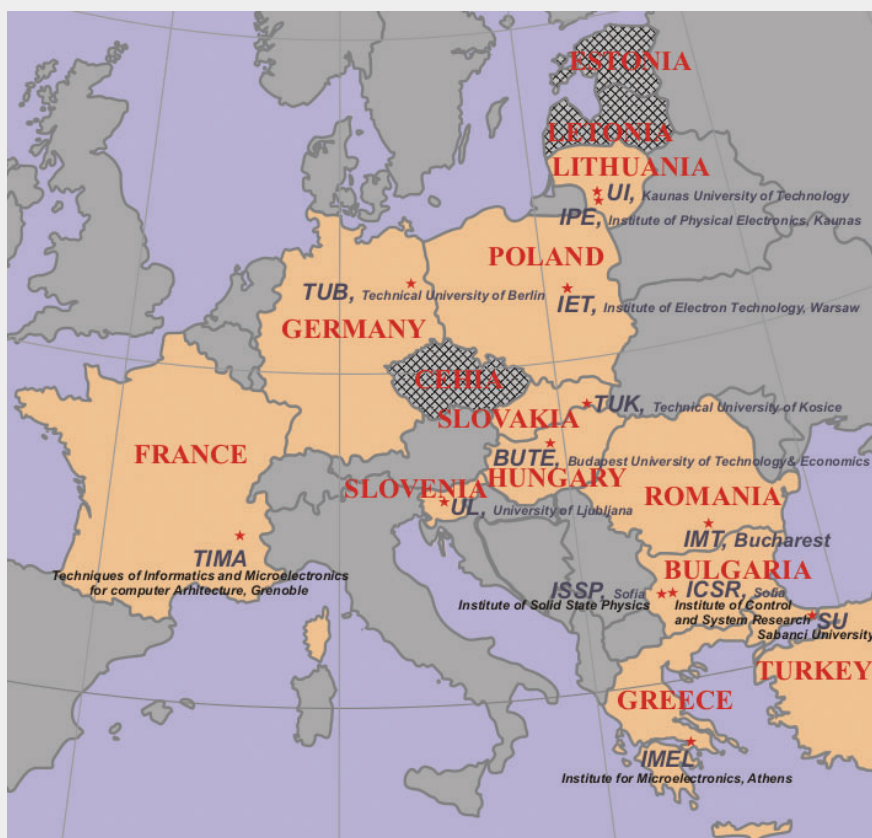 ESTONIA
LETONIA
LITHUANIA
UI, Kaunas University of Technology
IPE, Institute of Physical Electronics, Kaunas
POLAND
TUB, Technical University of Berlin
IET, Institute of Electron Technology, Warsaw
GERMANY
CEHIA
TUK, Technical University of Kosice
SLOVAKIA
FRANCE
BUTE, Budapest University of Technology& Economics
HUNGARY
SLOVENIA
ROMANIA
UL, University of Ljubljana
IMT, Bucharest
TIMA
Techniques of Informatics and Microelectronics
for computer Arhitecture, Grenoble
BULGARIA
ISSP, Sofia
Institute of Solid State Physics
ICSR, Sofia
Institute of Control
and System Research
SU
Sabanci University
TURKEY
GREECE
IMEL
Institute for Microelectronics, Athens